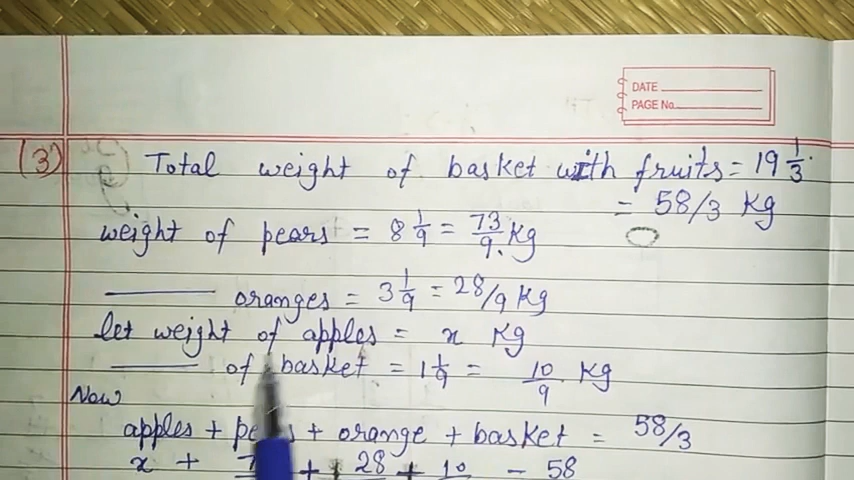 DATE
PAGE No.
(3) Total weight of basket with fruits = 19 1/3
= 58/3 Kg
weight of pears = 8 1/9 = 73/9 Kg
oranges = 3 1/9 = 28/9 Kg
let weight of apples = x Kg
of basket = 1 1/9 = 10/9 Kg
Now
apples + + orange + basket = 58/3
x + + 28 + 10 = 58